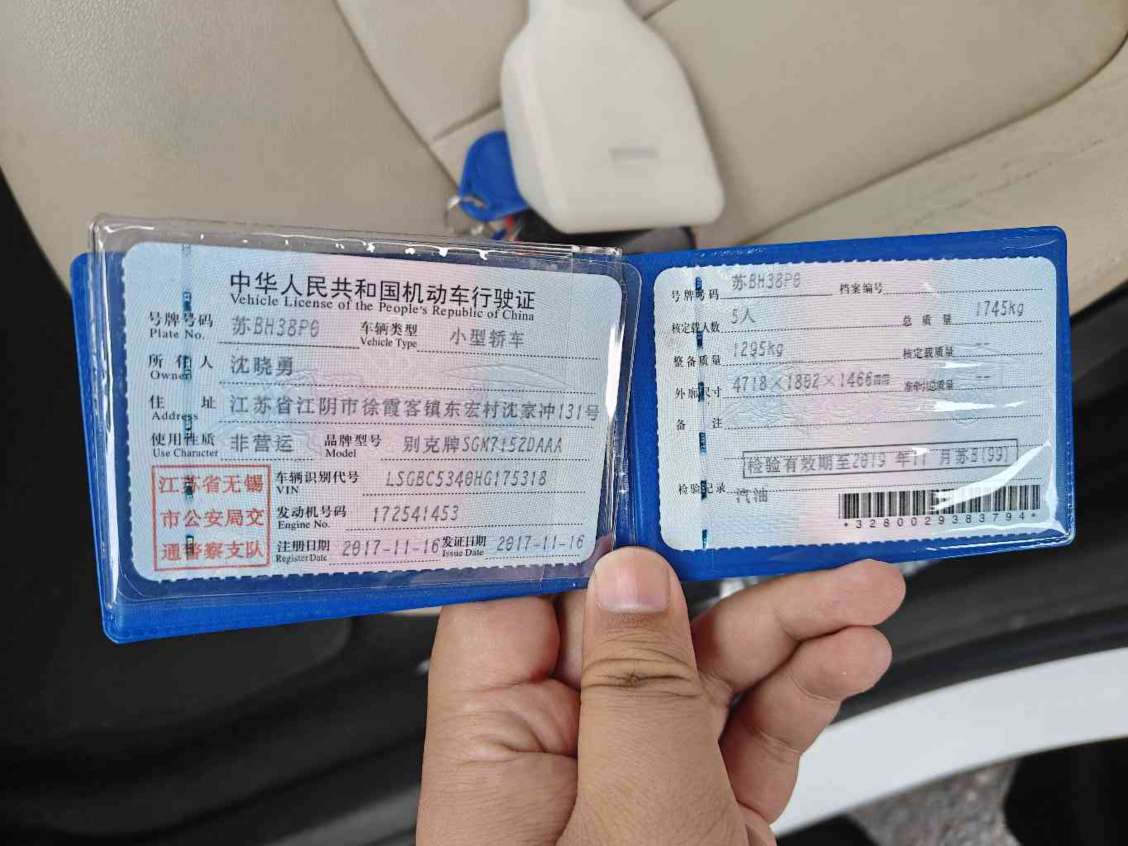 中华人民共和国机动车行驶证
Vehicle License of the People's Republic of China
号牌号码 苏BH38P0 车辆类型 小型轿车
Plate No. Vehicle Type
所有人 沈晓勇
Owner
住址 江苏省江阴市徐霞客镇东宏村沈家冲131号
Address
使用性质 非营运 品牌型号 别克牌SGM7152DAAA
Use Character Model
江苏省无锡
市公安局交
通警察支队
车辆识别代号 LSGBC5340HG175318
VIN
发动机号码 172541453
Engine No.
注册日期 2017-11-16 发证日期 2017-11-16
Register Date Issue Date
号牌号码 苏BH38P0 档案编号
核定载人数 5人 总质量 1745kg
整备质量 1295kg 核定载质量 --
外廓尺寸 4718×1802×1466mm 准牵引总质量 --
备注
检验有效期至2019年11月苏B(99)
检验记录 汽油
*3280029383794*